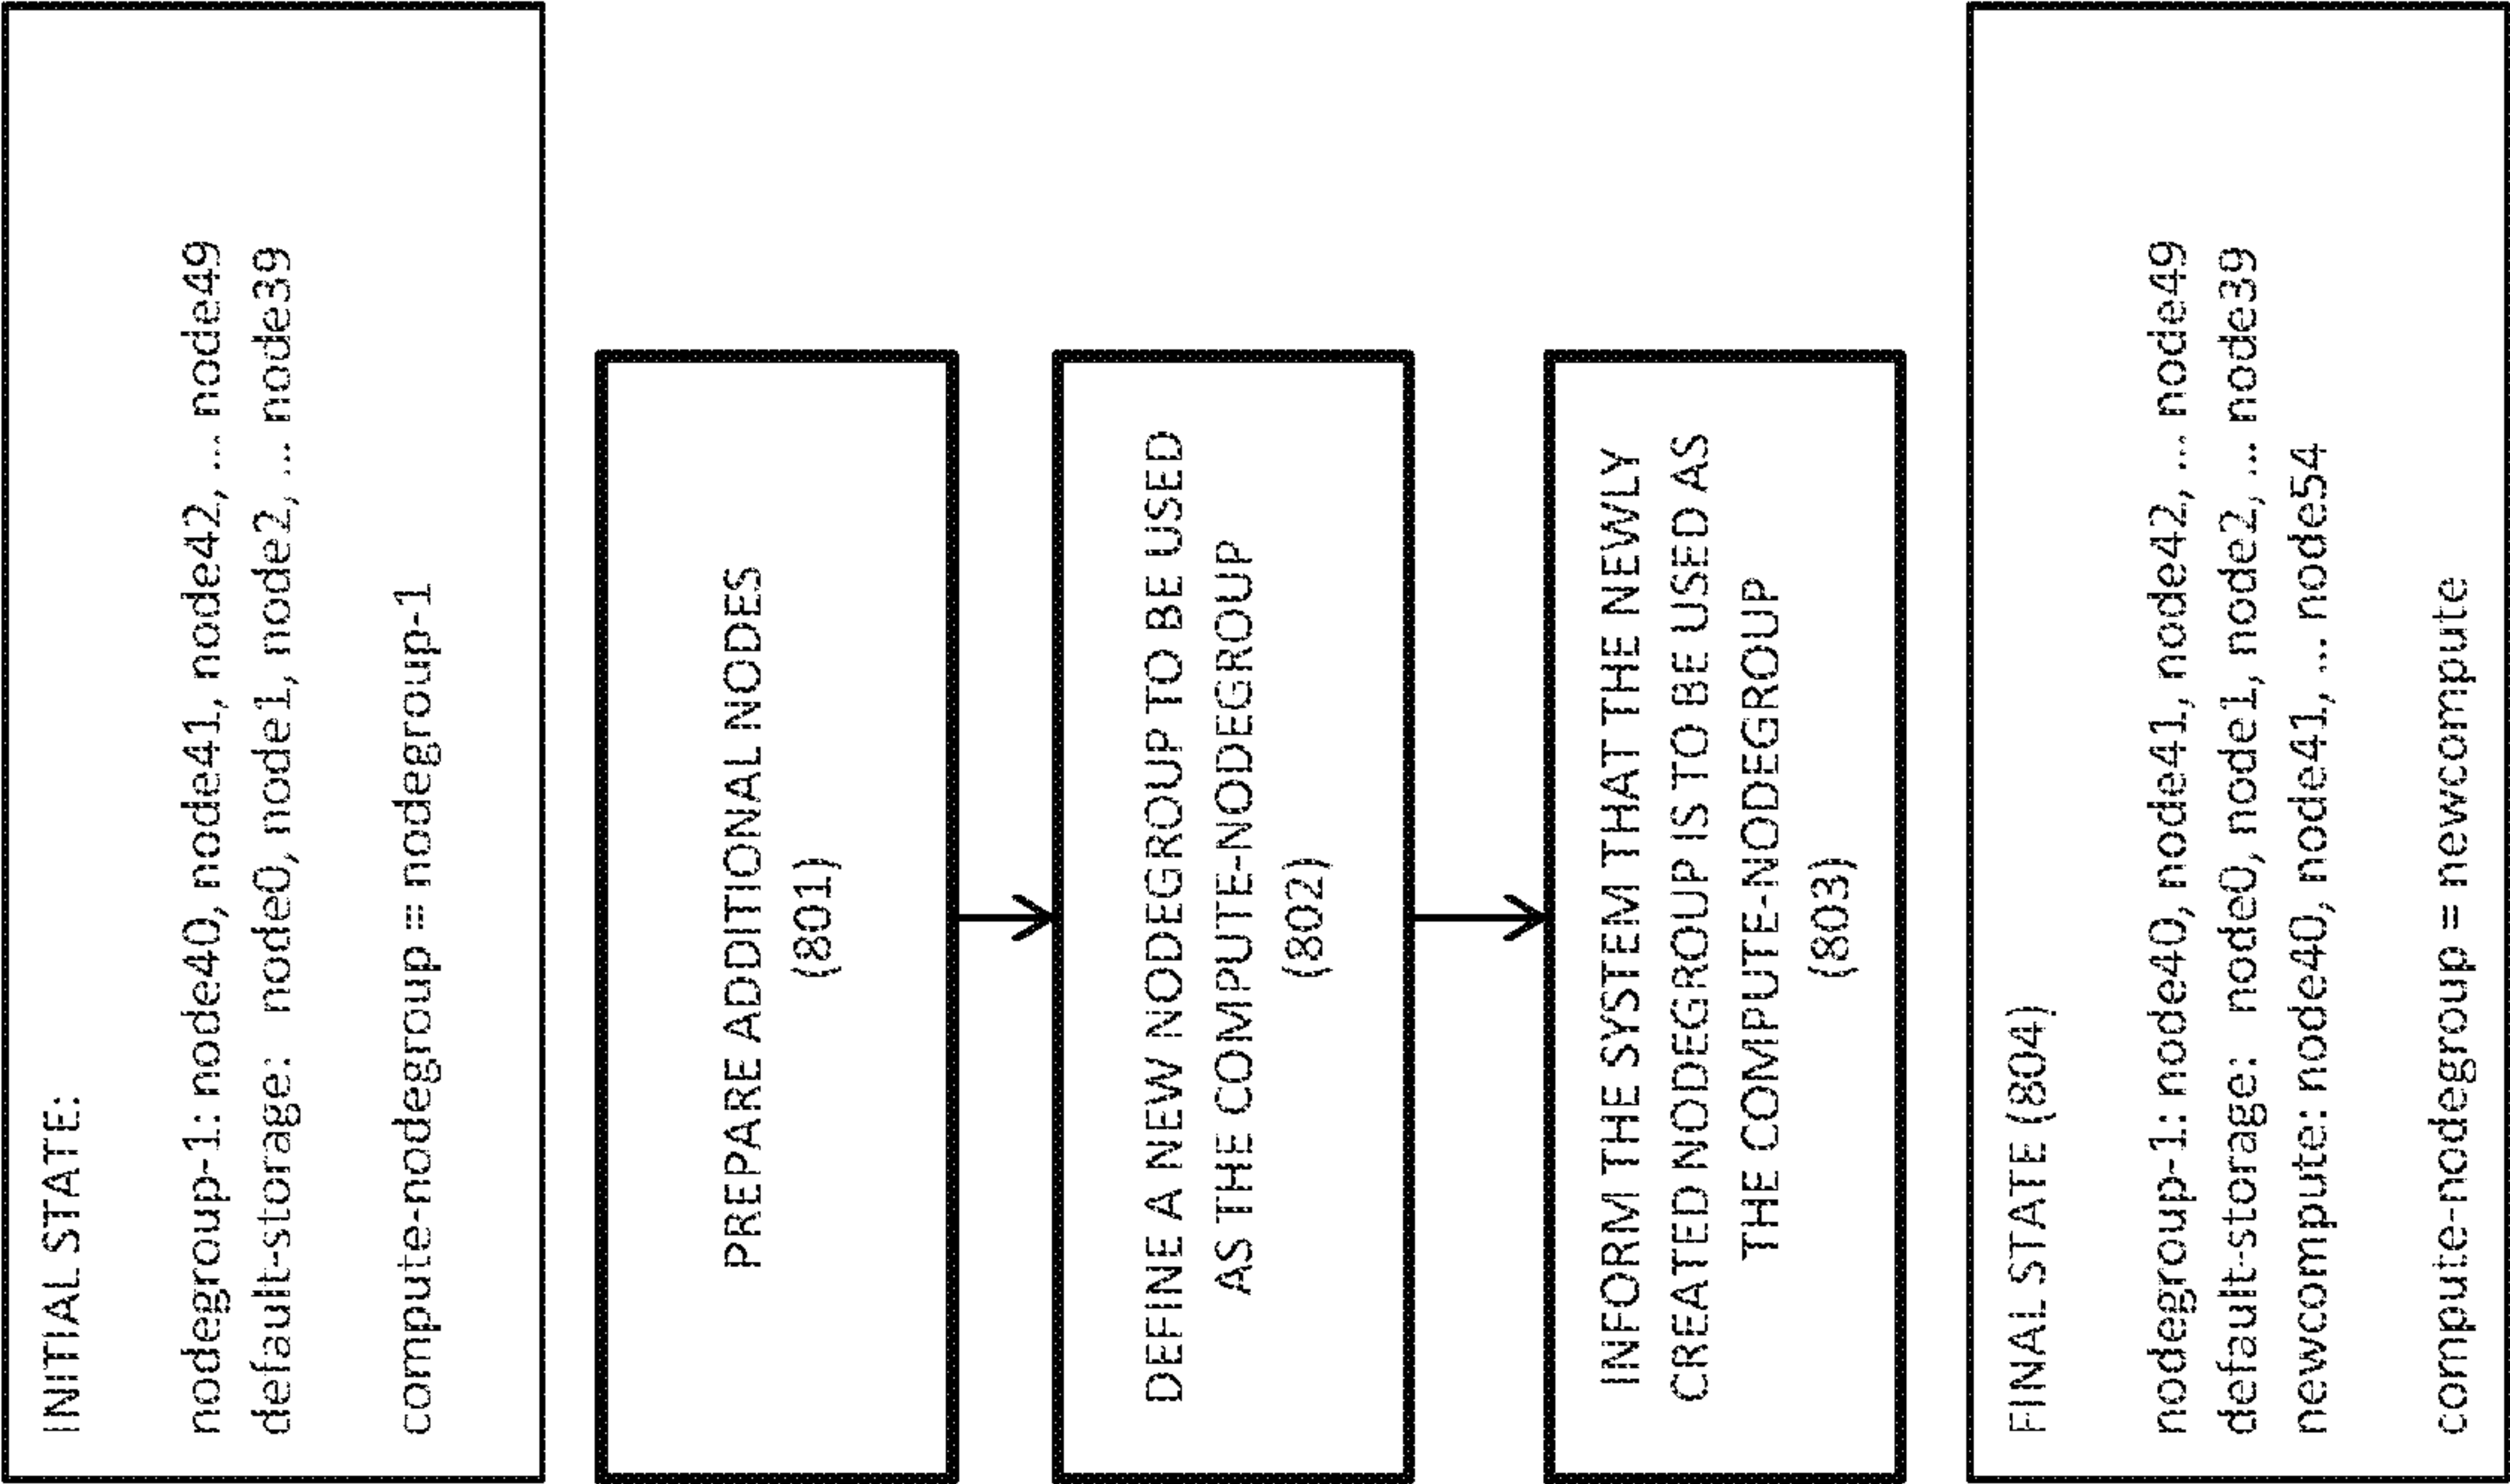 INITIAL STATE:
nodegroup-1: node40, node41, node42, ... node49
default-storage: node0, node1, node2, ... node39
compute-nodegroup = nodegroup-1
PREPARE ADDITIONAL NODES
(801)
DEFINE A NEW NODEGROUP TO BE USED
AS THE COMPUTE-NODEGROUP
(802)
INFORM THE SYSTEM THAT THE NEWLY
CREATED NODEGROUP IS TO BE USED AS
THE COMPUTE-NODEGROUP
(803)
FINAL STATE (804)
nodegroup-1: node40, node41, node42, ... node49
default-storage: node0, node1, node2, ... node39
newcompute: node40, node41, ... node54
compute-nodegroup = newcompute